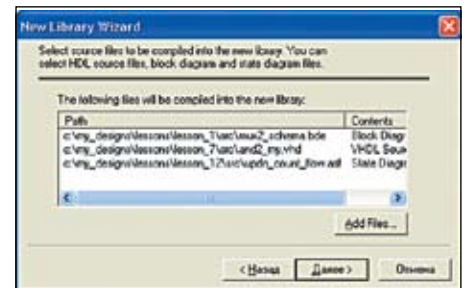 New Library Wizard
Select source files to be compiled into the new library. You can
select HDL source files, block diagram and state diagram files.
The following files will be compiled into the new library:
Path Contents
c:\my_designs\lessons\lesson_1\src\mux2_schema.bde Block Diagr
c:\my_designs\lessons\lesson_7\src\and2_my.vhd VHDL Sour
c:\my_designs\lessons\lesson_12\src\updn_count_flow.asf State Diagr
Add Files...
< Назад Далее > Отмена